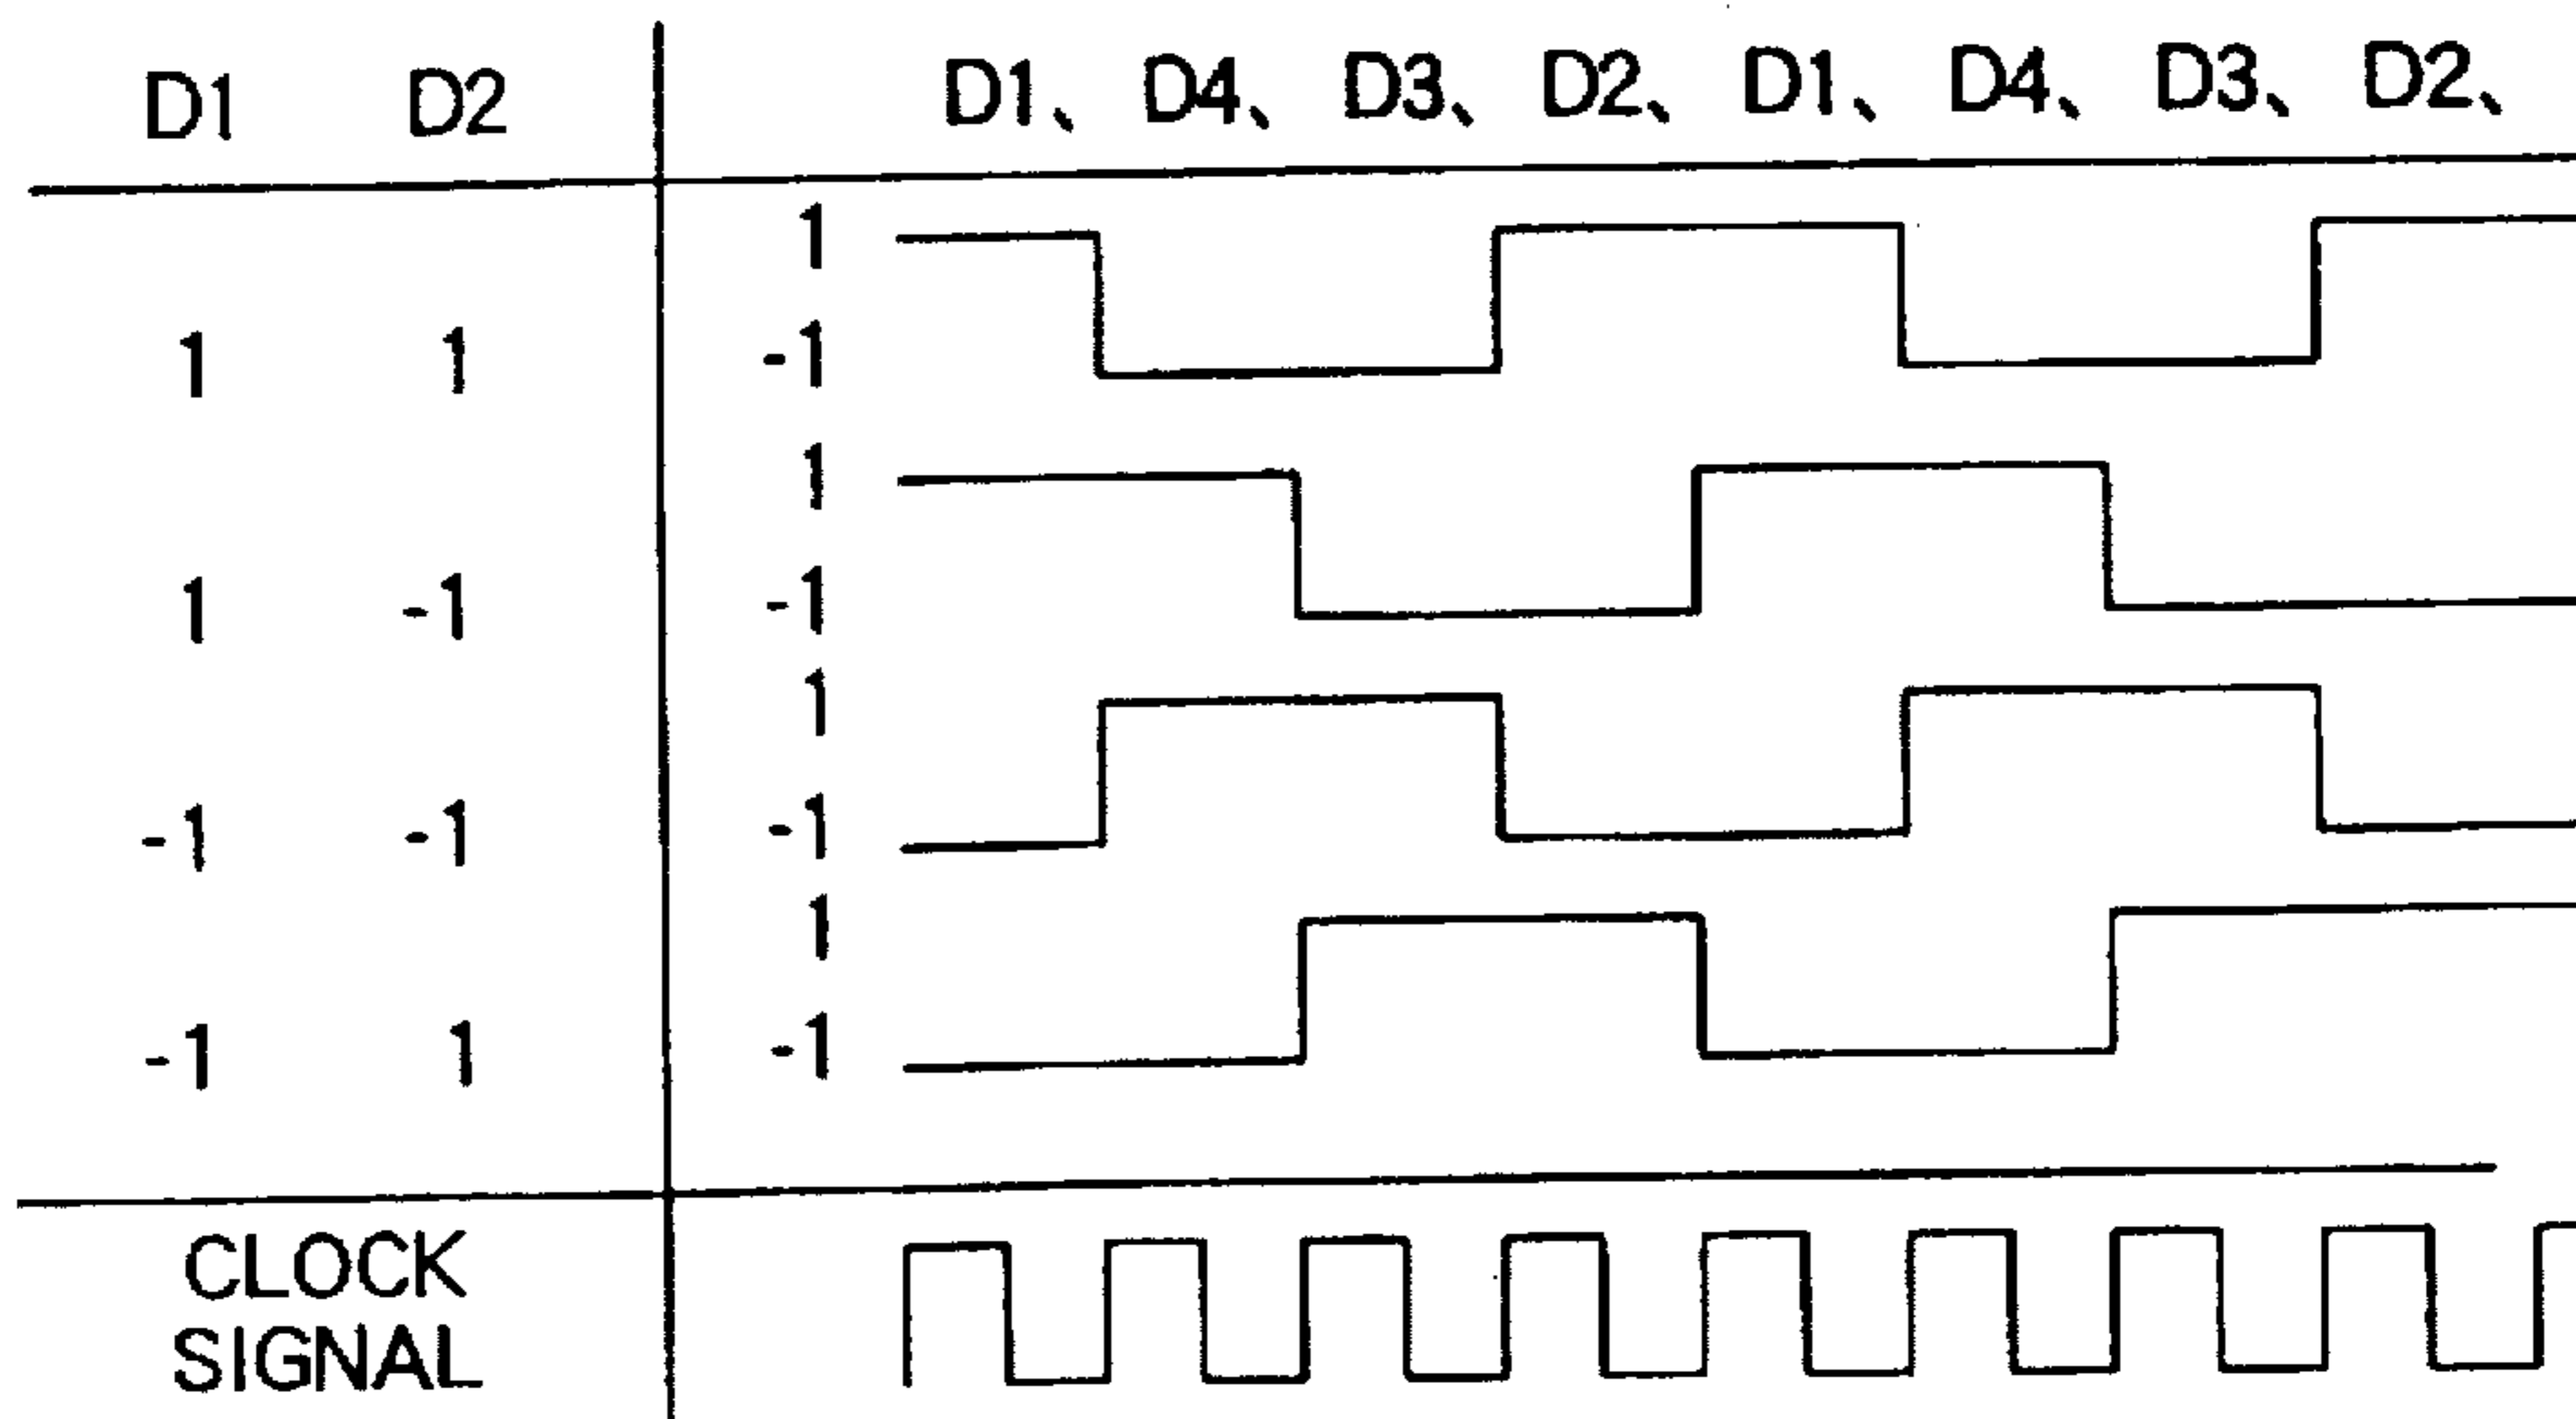 D1 D2 D1、 D4、 D3、 D2、 D1、 D4、 D3、 D2、
1
1 1 -1
1
1 -1 -1
1
-1 -1 -1
1
-1 1 -1
CLOCK
SIGNAL